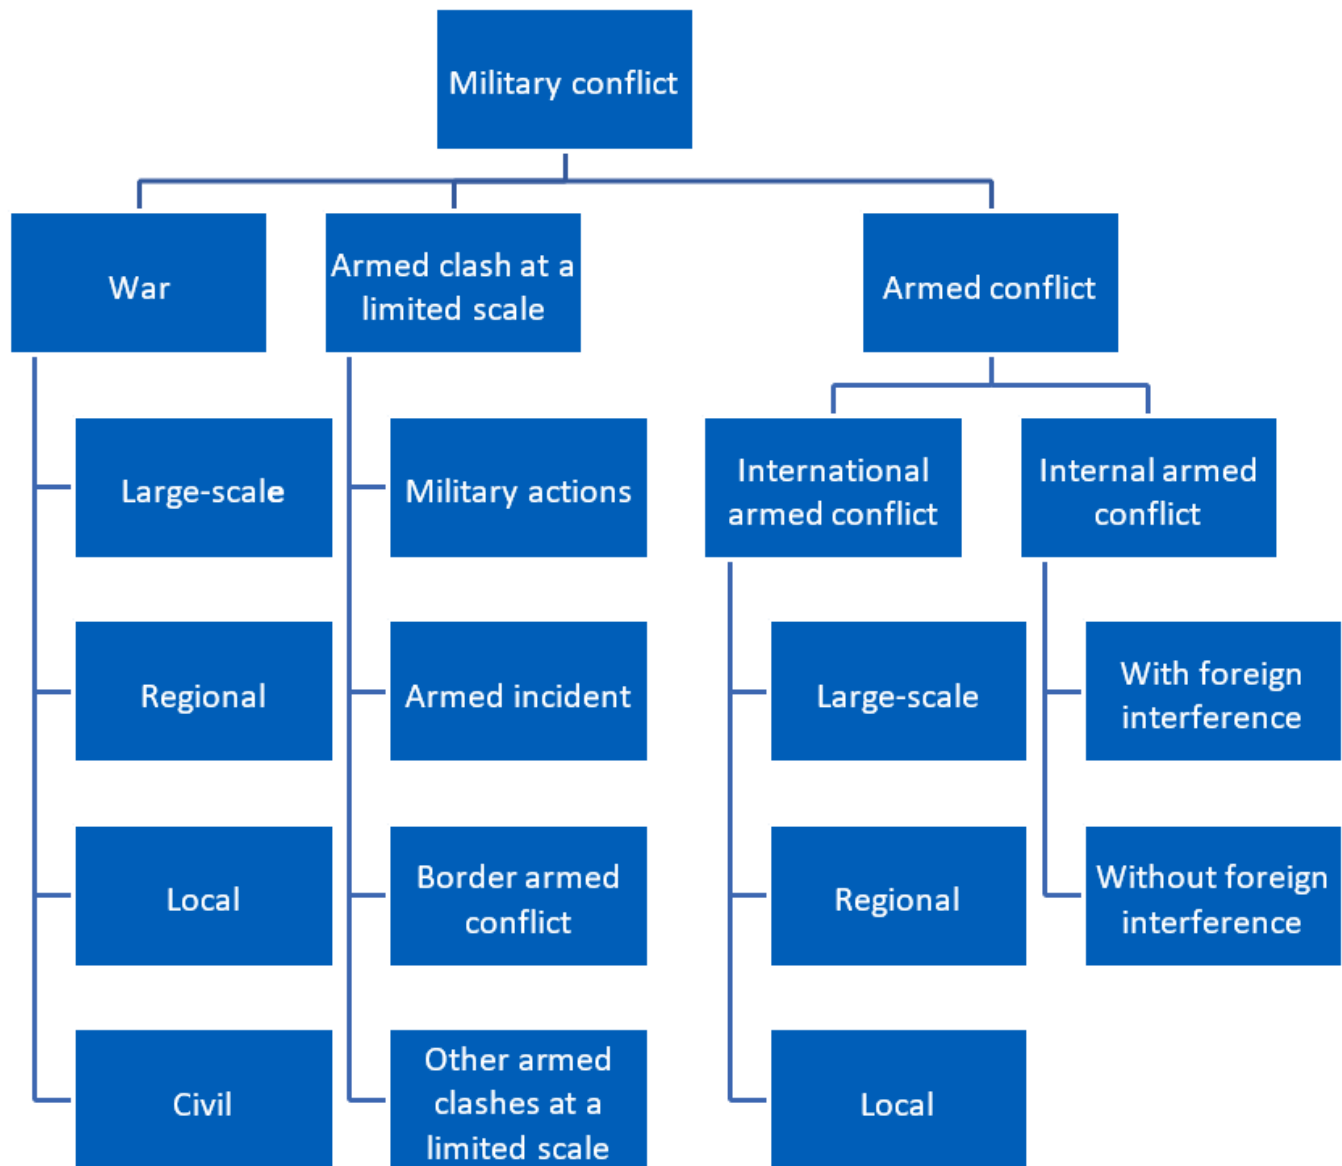 Military conflict
War
Armed clash at a
limited scale
Armed conflict
Large-scale
Military actions
International
armed conflict
Internal armed
conflict
Regional
Armed incident
Large-scale
With foreign
interference
Local
Border armed
conflict
Regional
Without foreign
interference
Civil
Other armed
clashes at a
limited scale
Local